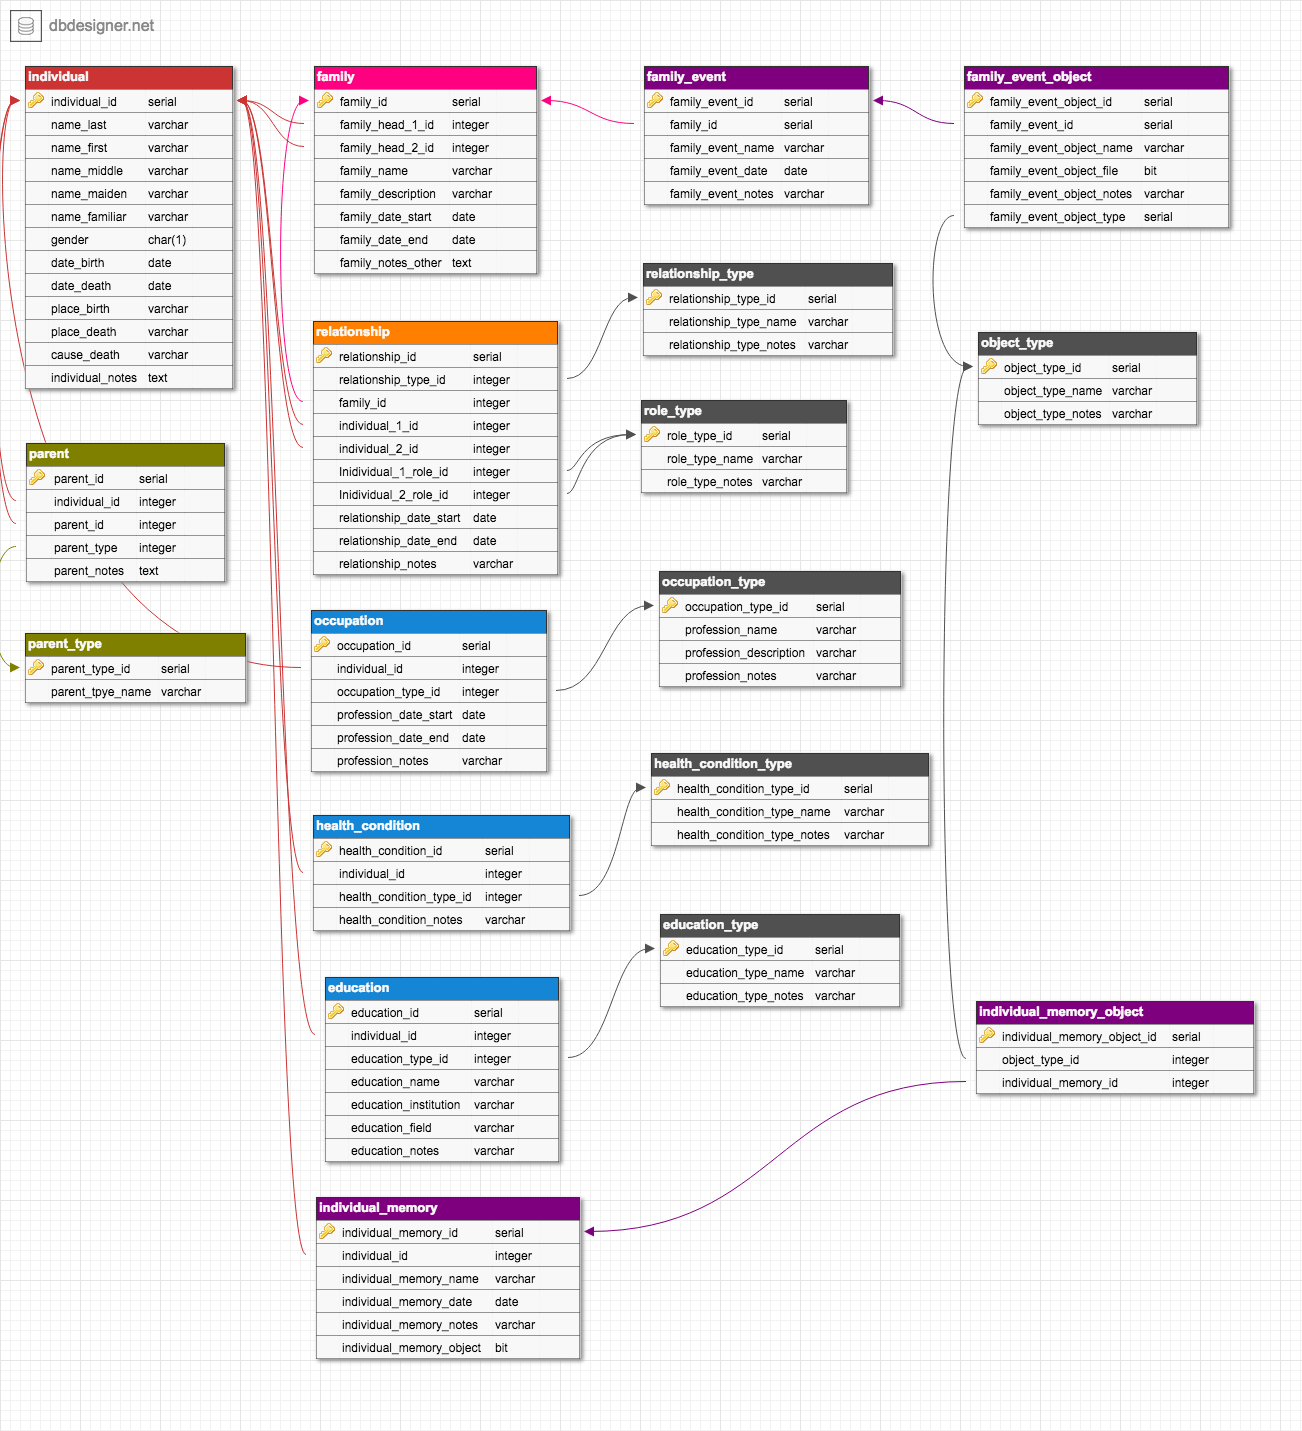 dbdesigner.net
individual
individual_id serial
name_last varchar
name_first varchar
name_middle varchar
name_maiden varchar
name_familiar varchar
gender char(1)
date_birth date
date_death date
place_birth varchar
place_death varchar
cause_death varchar
individual_notes text
family
family_id serial
family_head_1_id integer
family_head_2_id integer
family_name varchar
family_description varchar
family_date_start date
family_date_end date
family_notes_other text
family_event
family_event_id serial
family_id serial
family_event_name varchar
family_event_date date
family_event_notes varchar
family_event_object
family_event_object_id serial
family_event_id serial
family_event_object_name varchar
family_event_object_file bit
family_event_object_notes varchar
family_event_object_type serial
relationship_type
relationship_type_id serial
relationship_type_name varchar
relationship_type_notes varchar
relationship
relationship_id serial
relationship_type_id integer
family_id integer
individual_1_id integer
individual_2_id integer
Inidividual_1_role_id integer
Inidividual_2_role_id integer
relationship_date_start date
relationship_date_end date
relationship_notes varchar
object_type
object_type_id serial
object_type_name varchar
object_type_notes varchar
role_type
role_type_id serial
role_type_name varchar
role_type_notes varchar
parent
parent_id serial
individual_id integer
parent_id integer
parent_type integer
parent_notes text
parent_type
parent_type_id serial
parent_tpye_name varchar
occupation
occupation_id serial
individual_id integer
occupation_type_id integer
profession_date_start date
profession_date_end date
profession_notes varchar
occupation_type
occupation_type_id serial
profession_name varchar
profession_description varchar
profession_notes varchar
health_condition_type
health_condition_type_id serial
health_condition_type_name varchar
health_condition_type_notes varchar
health_condition
health_condition_id serial
individual_id integer
health_condition_type_id integer
health_condition_notes varchar
education_type
education_type_id serial
education_type_name varchar
education_type_notes varchar
education
education_id serial
individual_id integer
education_type_id integer
education_name varchar
education_institution varchar
education_field varchar
education_notes varchar
individual_memory_object
individual_memory_object_id serial
object_type_id integer
individual_memory_id integer
individual_memory
individual_memory_id serial
individual_id integer
individual_memory_name varchar
individual_memory_date date
individual_memory_notes varchar
individual_memory_object bit